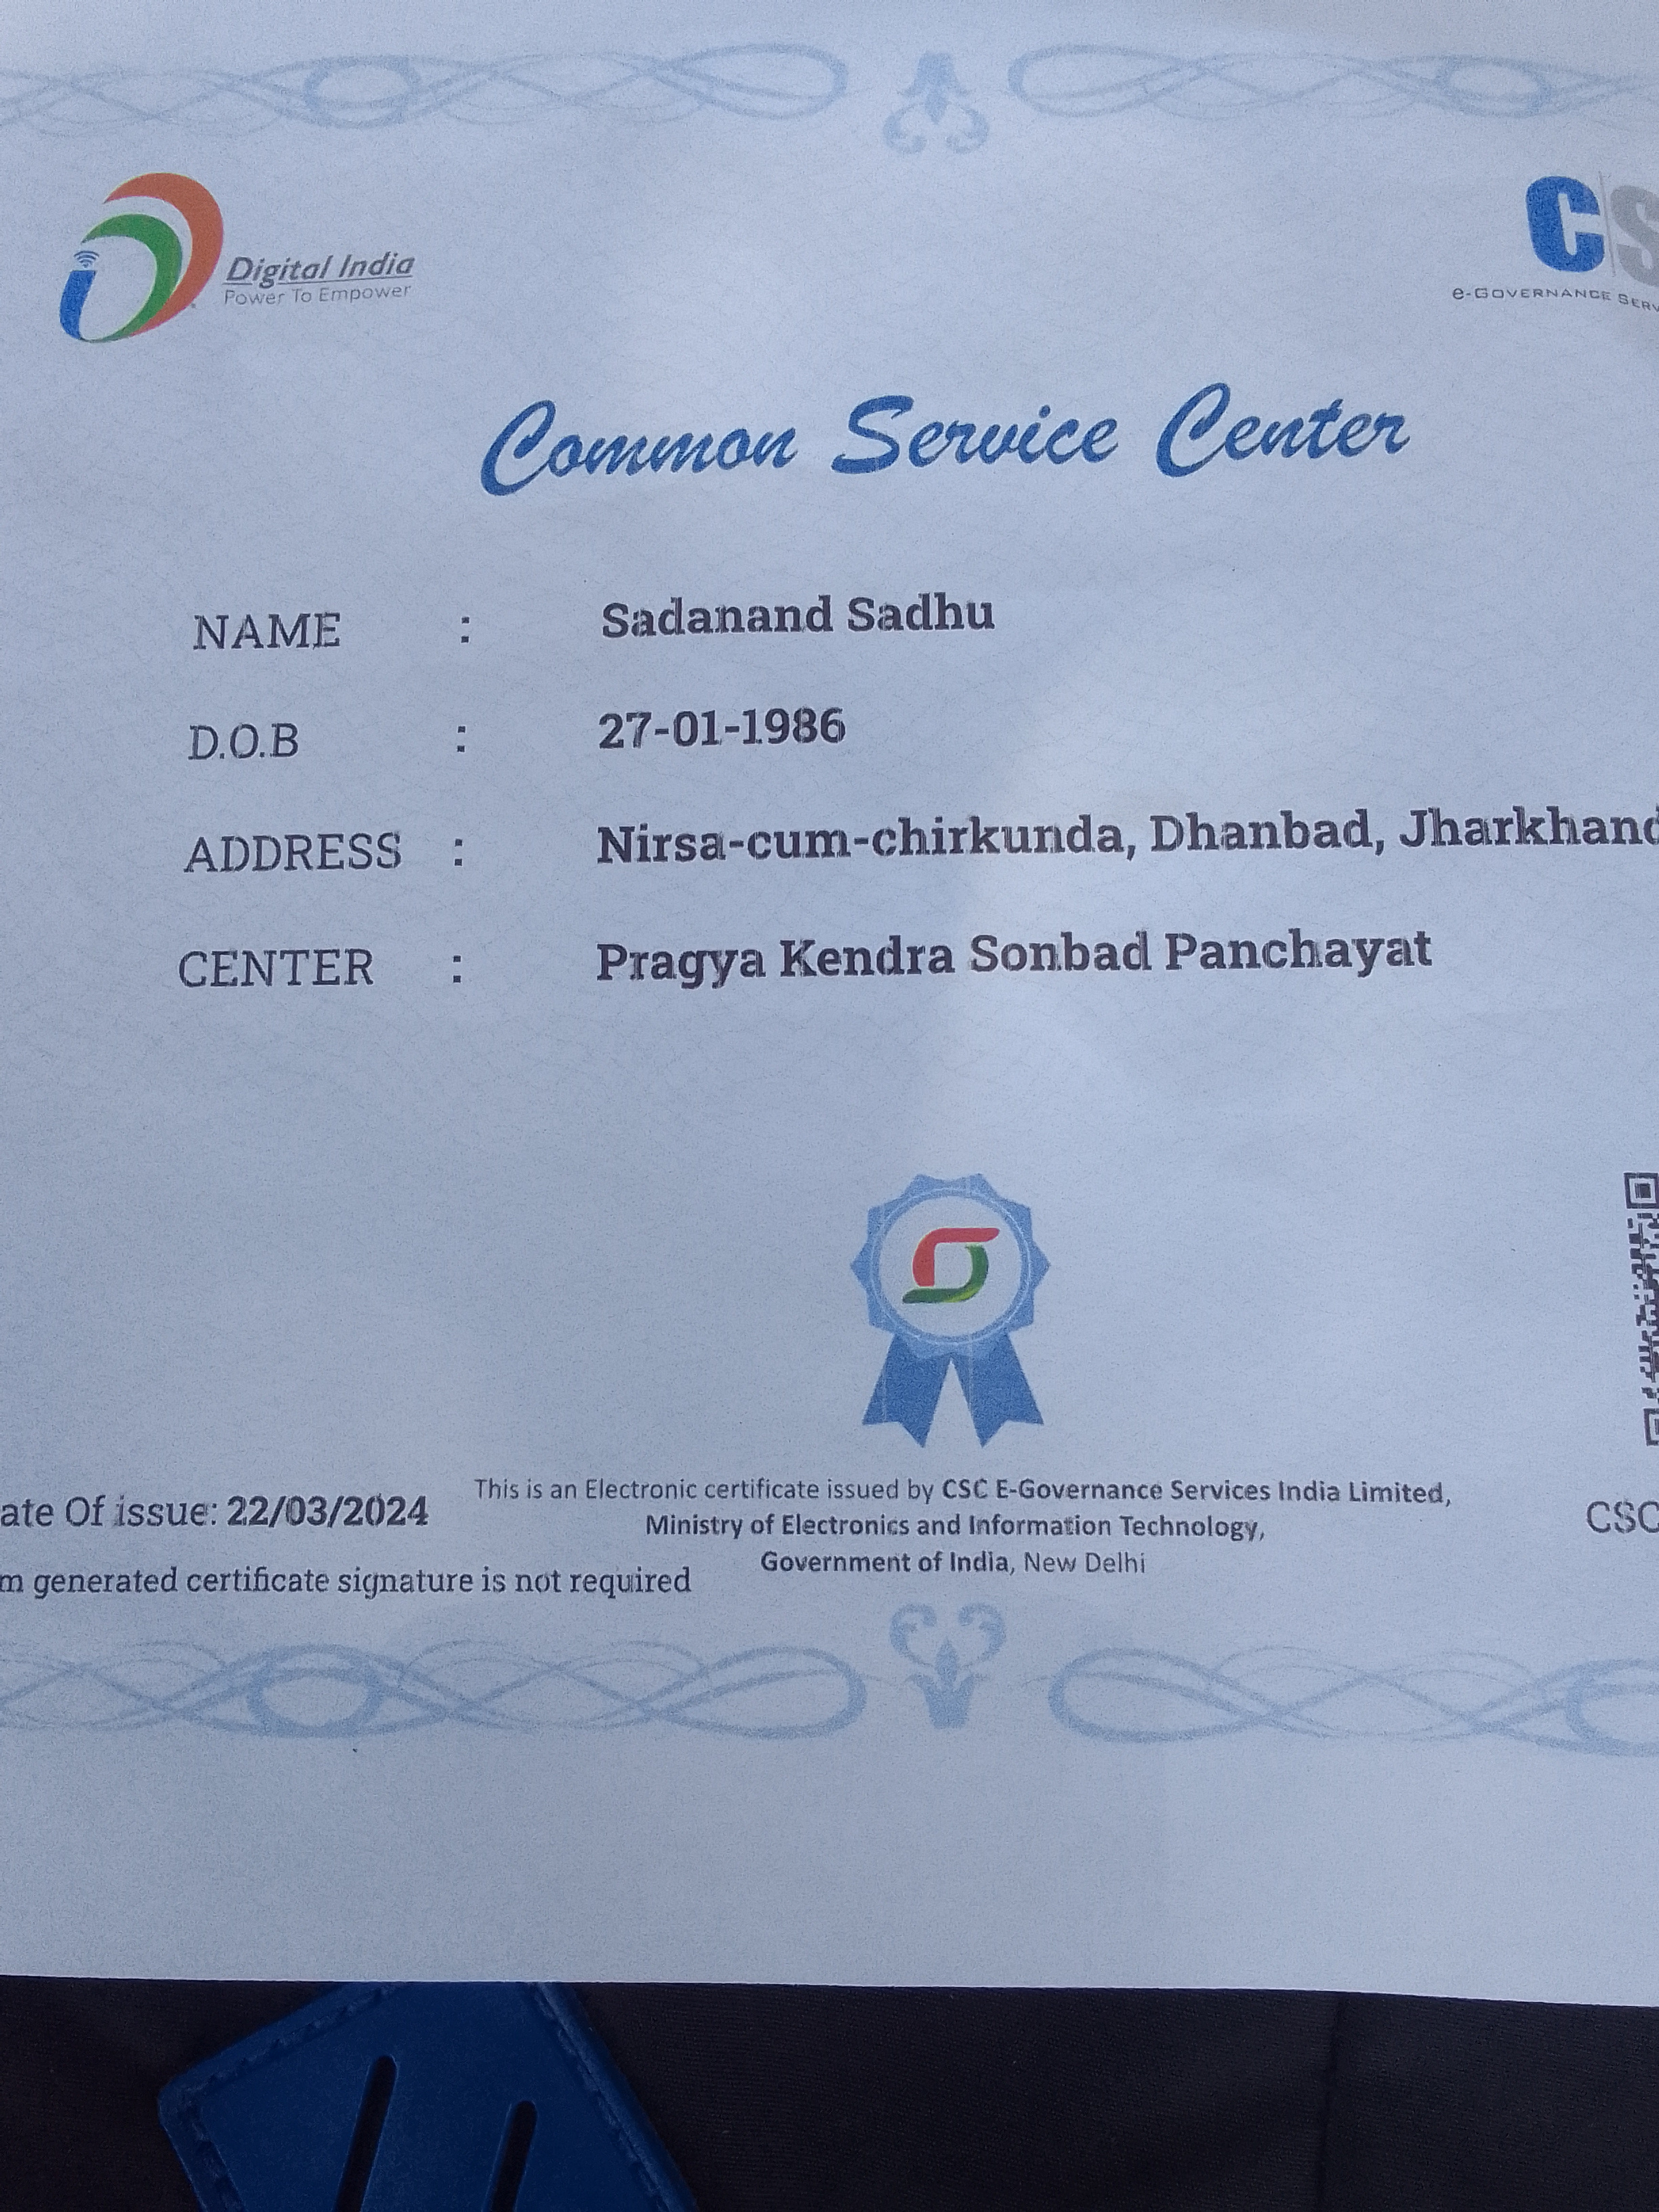 Digital India
Power To Empower
CS
e-GOVERNANCE SERV
Common Service Center
NAME : Sadanand Sadhu
D.O.B : 27-01-1986
ADDRESS : Nirsa-cum-chirkunda, Dhanbad, Jharkhand
CENTER : Pragya Kendra Sonbad Panchayat
ate Of issue: 22/03/2024
This is an Electronic certificate issued by CSC E-Governance Services India Limited,
Ministry of Electronics and Information Technology,
Government of India, New Delhi
CSC
m generated certificate signature is not required